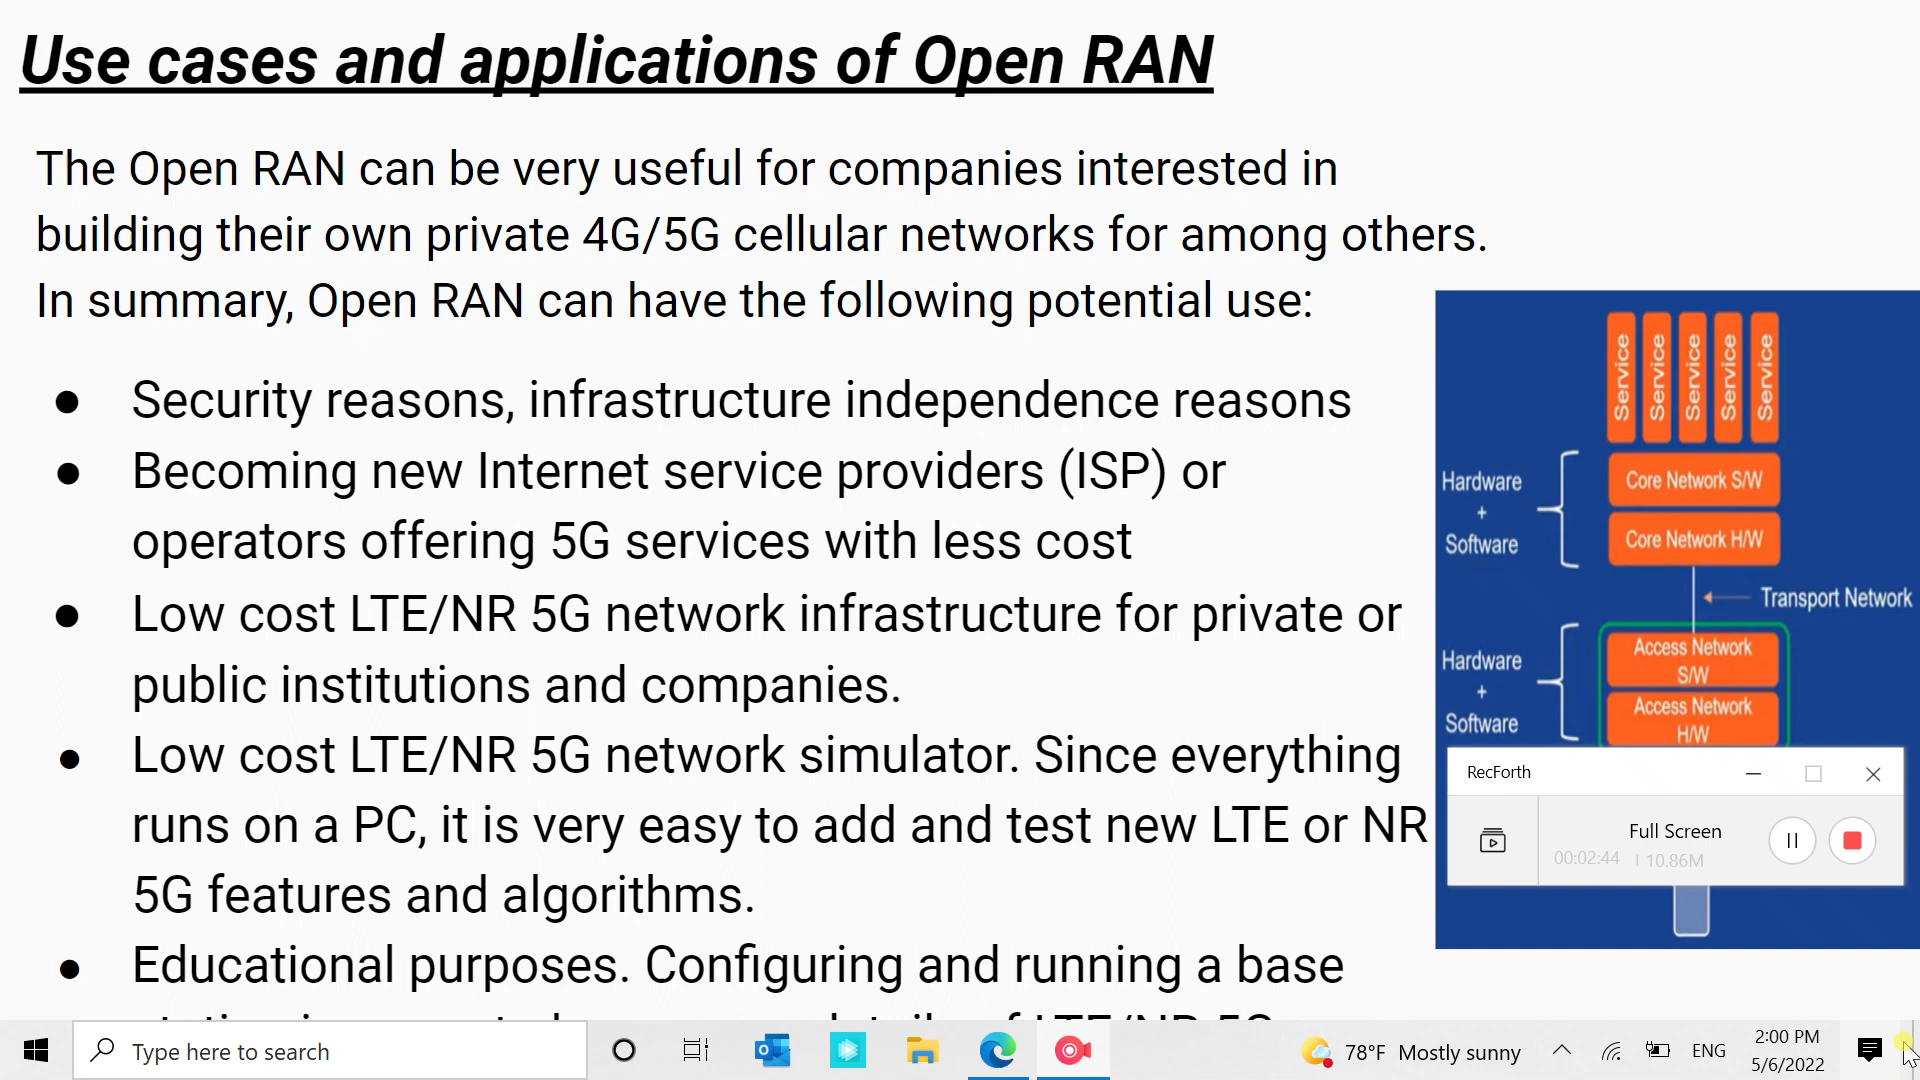 Use cases and applications of Open RAN
The Open RAN can be very useful for companies interested in
building their own private 4G/5G cellular networks for among others.
In summary, Open RAN can have the following potential use:
● Security reasons, infrastructure independence reasons
● Becoming new Internet service providers (ISP) or
operators offering 5G services with less cost
● Low cost LTE/NR 5G network infrastructure for private or
public institutions and companies.
● Low cost LTE/NR 5G network simulator. Since everything
runs on a PC, it is very easy to add and test new LTE or NR
5G features and algorithms.
● Educational purposes. Configuring and running a base
Service
Service
Service
Service
Service
Hardware
+
Software
Core Network S/W
Core Network H/W
Transport Network
Hardware
+
Software
Access Network
S/W
Access Network
H/W
RecForth
Full Screen
00:02:44 | 10.86M
Type here to search
78°F Mostly sunny
ENG
2:00 PM
5/6/2022